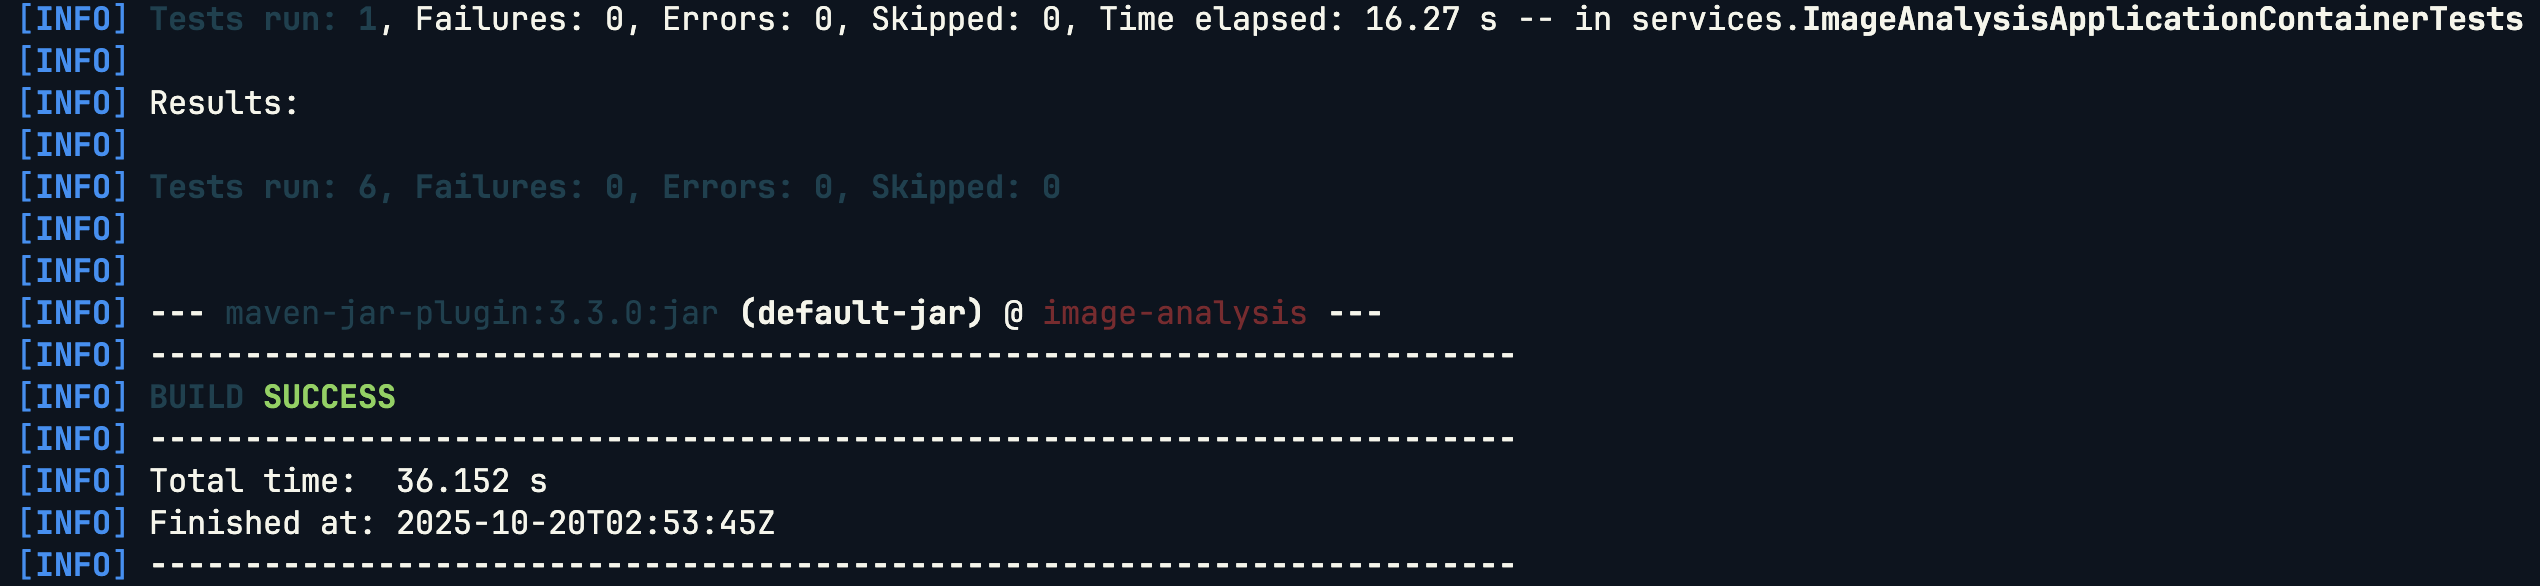 [INFO] Tests run: 1, Failures: 0, Errors: 0, Skipped: 0, Time elapsed: 16.27 s -- in services.ImageAnalysisApplicationContainerTests
[INFO]
[INFO] Results:
[INFO]
[INFO] Tests run: 6, Failures: 0, Errors: 0, Skipped: 0
[INFO]
[INFO]
[INFO] --- maven-jar-plugin:3.3.0:jar (default-jar) @ image-analysis ---
[INFO] ------------------------------------------------------------------------
[INFO] BUILD SUCCESS
[INFO] ------------------------------------------------------------------------
[INFO] Total time:  36.152 s
[INFO] Finished at: 2025-10-20T02:53:45Z
[INFO] ------------------------------------------------------------------------